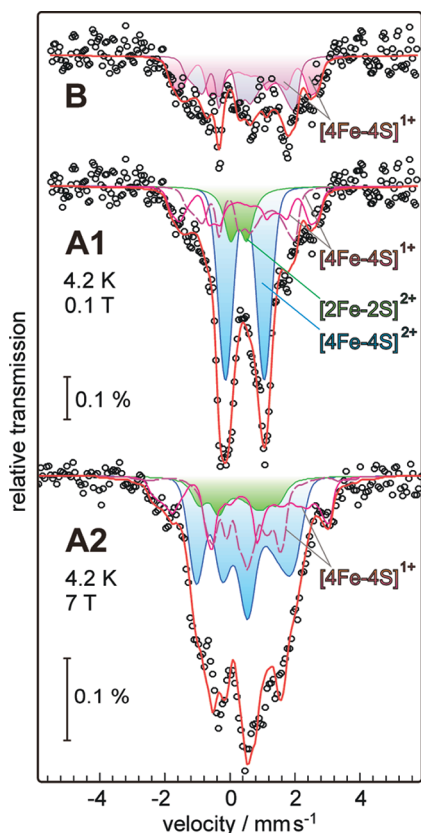 B
[4Fe-4S]¹⁺
A1
4.2 K
0.1 T
[4Fe-4S]¹⁺
[2Fe-2S]²⁺
[4Fe-4S]²⁺
0.1 %
relative transmission
A2
4.2 K
7 T
[4Fe-4S]¹⁺
0.1 %
-4 -2 0 2 4
velocity / mms⁻¹